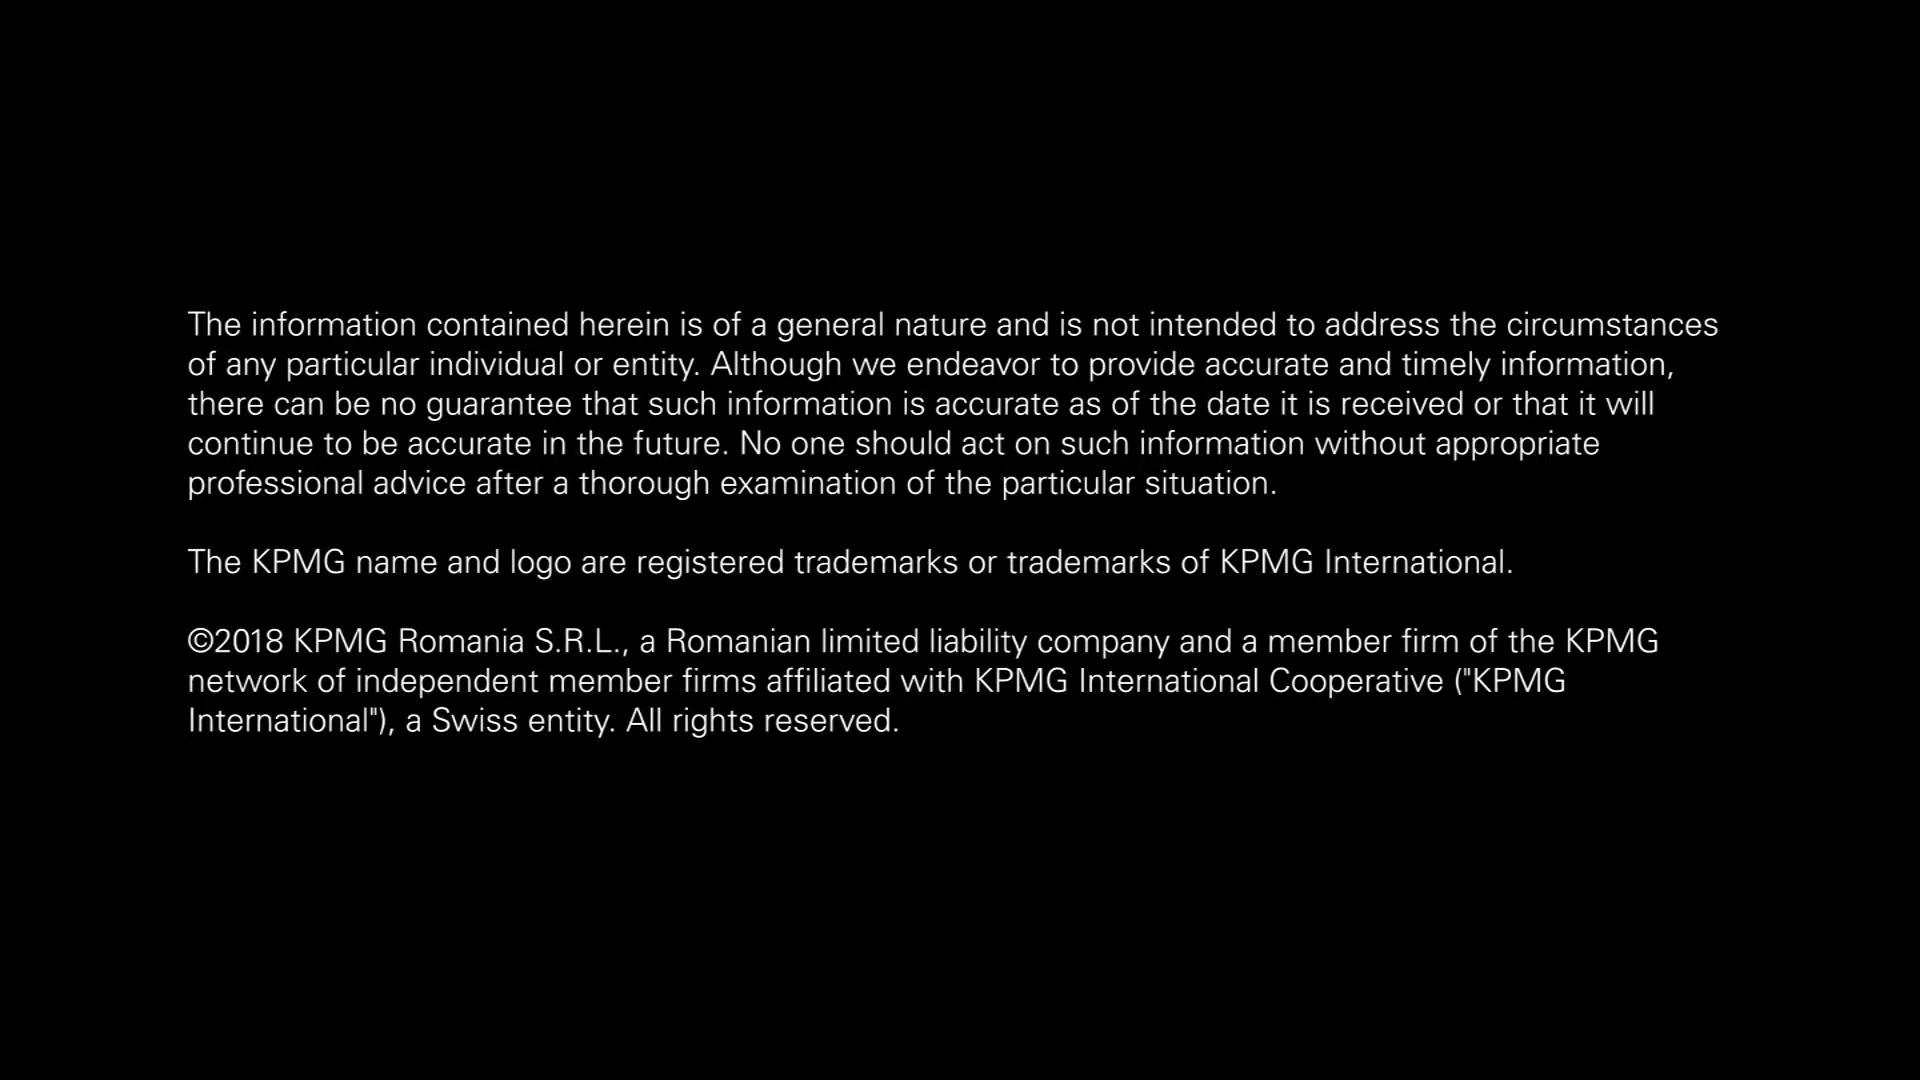 The information contained herein is of a general nature and is not intended to address the circumstances
of any particular individual or entity. Although we endeavor to provide accurate and timely information,
there can be no guarantee that such information is accurate as of the date it is received or that it will
continue to be accurate in the future. No one should act on such information without appropriate
professional advice after a thorough examination of the particular situation.
The KPMG name and logo are registered trademarks or trademarks of KPMG International.
©2018 KPMG Romania S.R.L., a Romanian limited liability company and a member firm of the KPMG
network of independent member firms affiliated with KPMG International Cooperative ("KPMG
International"), a Swiss entity. All rights reserved.